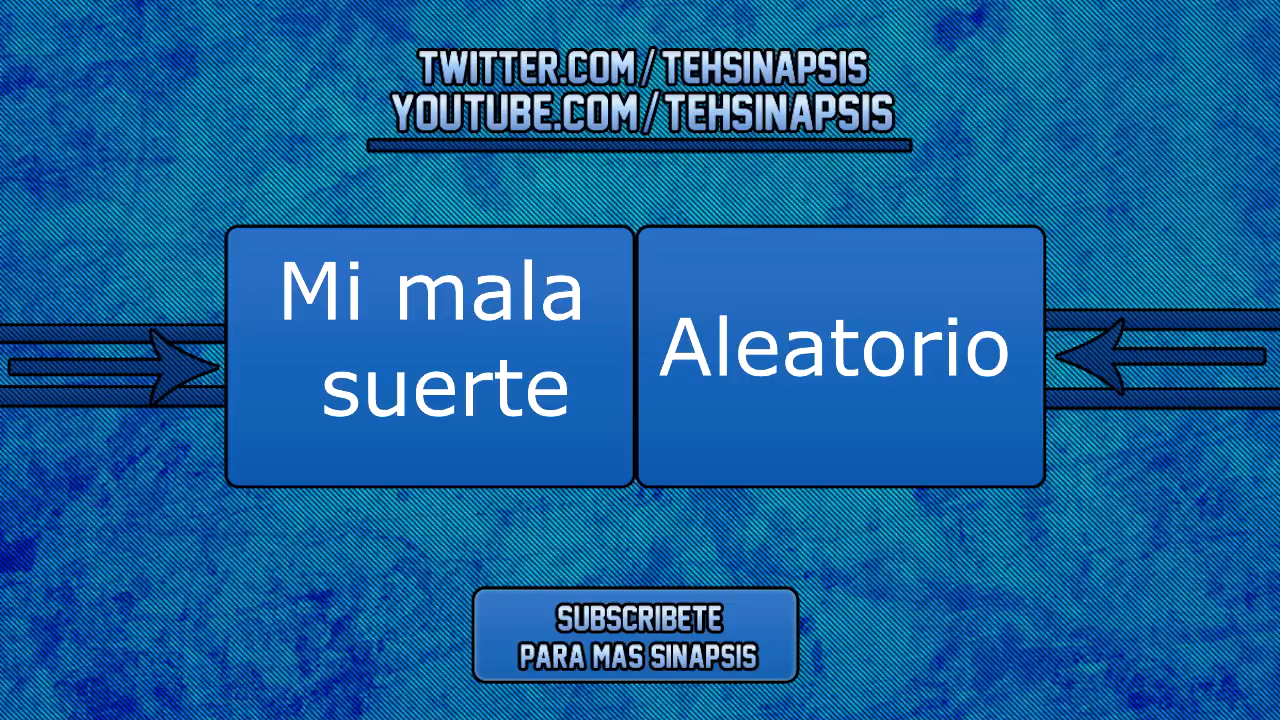 TWITTER.COM/TEHSINAPSIS
YOUTUBE.COM/TEHSINAPSIS
Mi mala
suerte
Aleatorio
SUBSCRIBETE
PARA MAS SINAPSIS